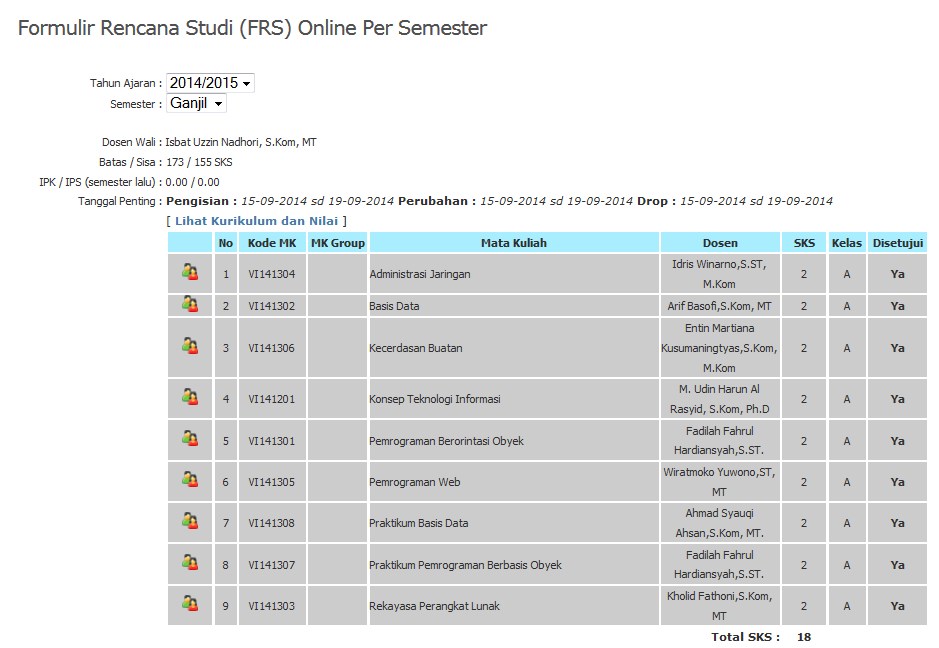 Formulir Rencana Studi (FRS) Online Per Semester
Tahun Ajaran : 2014/2015
Semester : Ganjil
Dosen Wali : Isbat Uzzin Nadhori, S.Kom, MT
Batas / Sisa : 173 / 155 SKS
IPK / IPS (semester lalu) : 0.00 / 0.00
Tanggal Penting : Pengisian : 15-09-2014 sd 19-09-2014 Perubahan : 15-09-2014 sd 19-09-2014 Drop : 15-09-2014 sd 19-09-2014
[ Lihat Kurikulum dan Nilai ]
No Kode MK MK Group Mata Kuliah Dosen SKS Kelas Disetujui
1 VI141304 Administrasi Jaringan Idris Winarno,S.ST, M.Kom 2 A Ya
2 VI141302 Basis Data Arif Basofi,S.Kom, MT 2 A Ya
3 VI141306 Kecerdasan Buatan Entin Martiana Kusumaningtyas,S.Kom, M.Kom 2 A Ya
4 VI141201 Konsep Teknologi Informasi M. Udin Harun Al Rasyid, S.Kom, Ph.D 2 A Ya
5 VI141301 Pemrograman Berorintasi Obyek Fadilah Fahrul Hardiansyah,S.ST. 2 A Ya
6 VI141305 Pemrograman Web Wiratmoko Yuwono,ST, MT 2 A Ya
7 VI141308 Praktikum Basis Data Ahmad Syauqi Ahsan,S.Kom, MT. 2 A Ya
8 VI141307 Praktikum Pemrograman Berbasis Obyek Fadilah Fahrul Hardiansyah,S.ST. 2 A Ya
9 VI141303 Rekayasa Perangkat Lunak Kholid Fathoni,S.Kom, MT 2 A Ya
Total SKS : 18